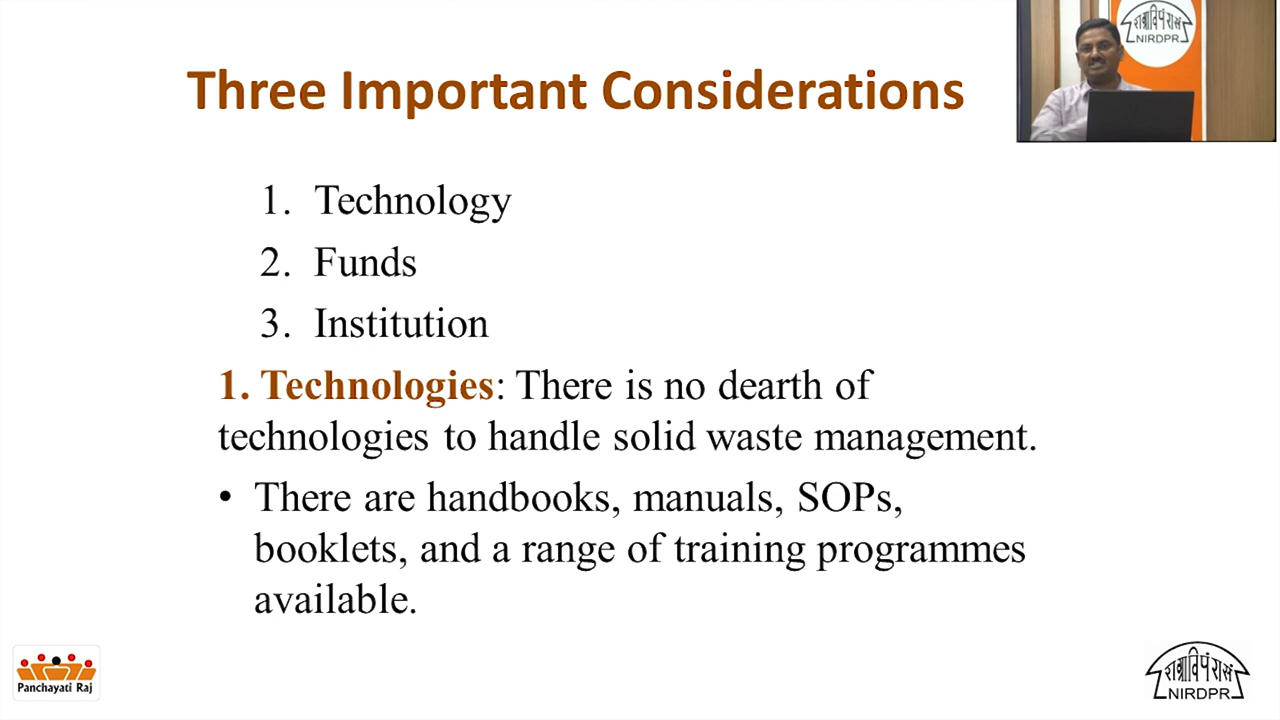 Three Important Considerations
1. Technology
2. Funds
3. Institution
1. Technologies: There is no dearth of
technologies to handle solid waste management.
• There are handbooks, manuals, SOPs,
booklets, and a range of training programmes
available.
NIRDPR
Panchayati Raj
NIRDPR